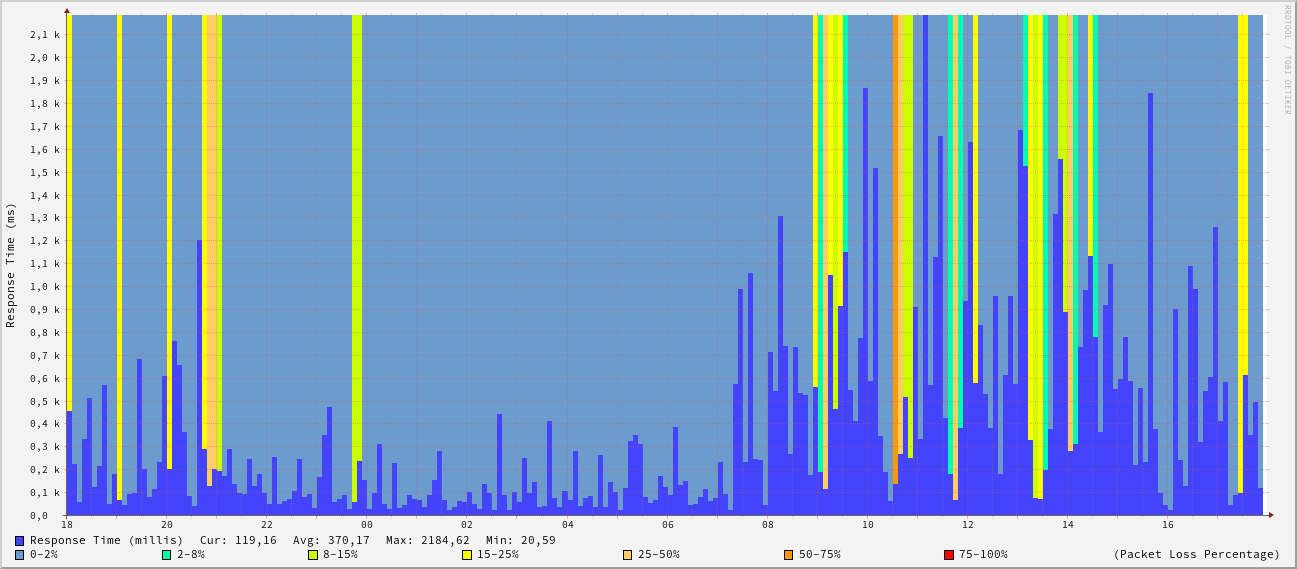 RRDTOOL / TOBI OETIKER
Response Time (ms)
2,1 k
2,0 k
1,9 k
1,8 k
1,7 k
1,6 k
1,5 k
1,4 k
1,3 k
1,2 k
1,1 k
1,0 k
0,9 k
0,8 k
0,7 k
0,6 k
0,5 k
0,4 k
0,3 k
0,2 k
0,1 k
0,0
18 20 22 00 02 04 06 08 10 12 14 16
Response Time (millis) Cur: 119,16 Avg: 370,17 Max: 2184,62 Min: 20,59
0-2% 2-8% 8-15% 15-25% 25-50% 50-75% 75-100% (Packet Loss Percentage)